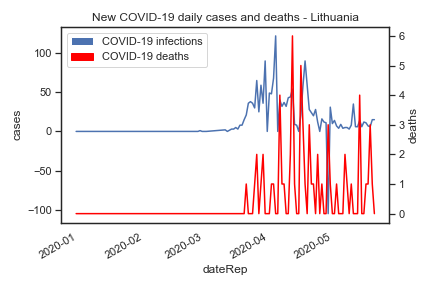 New COVID-19 daily cases and deaths - Lithuania
COVID-19 infections
COVID-19 deaths
cases
100
50
0
−50
−100
deaths
6
5
4
3
2
1
0
2020-01
2020-02
2020-03
2020-04
2020-05
dateRep